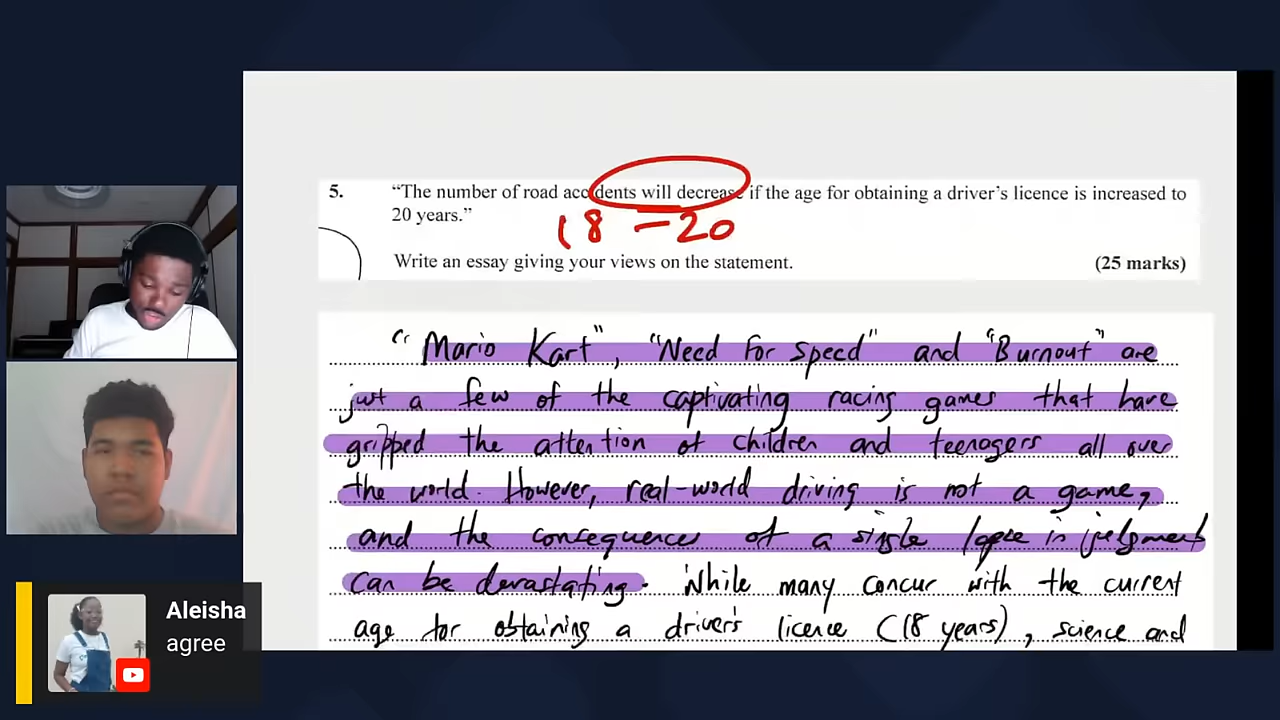 5. “The number of road accidents will decrease if the age for obtaining a driver’s licence is increased to
20 years.”
18 – 20
Write an essay giving your views on the statement. (25 marks)
“Mario Kart”, “Need For Speed” and “Burnout” are
just a few of the captivating racing games that have
gripped the attention of children and teenagers all over
the world. However, real-world driving is not a game,
and the consequences of a single lapse in judgment
can be devastating. While many concur with the current
age for obtaining a driver's licence (18 years), science and
Aleisha
agree